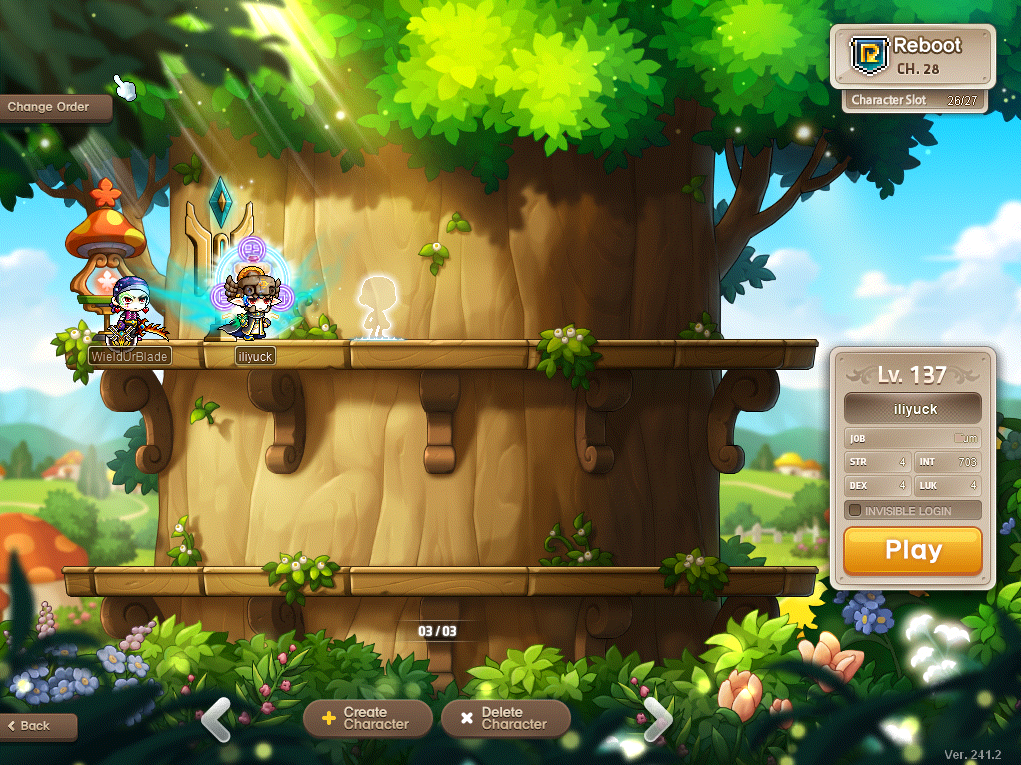 Reboot
CH. 28
Character Slot 26/27
Change Order
WieldUrBlade
iliyuck
Lv. 137
iliyuck
JOB
STR 4 INT 703
DEX 4 LUK 4
INVISIBLE LOGIN
Play
03 / 03
Create
Character
Delete
Character
Back
Ver. 241.2